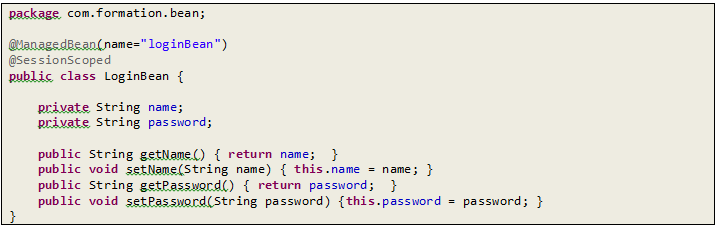 package com.formation.bean;
@ManagedBean(name="loginBean")
@SessionScoped
public class LoginBean {
private String name;
private String password;
public String getName() { return name;  }
public void setName(String name) { this.name = name; }
public String getPassword() { return password;  }
public void setPassword(String password) {this.password = password; }
}